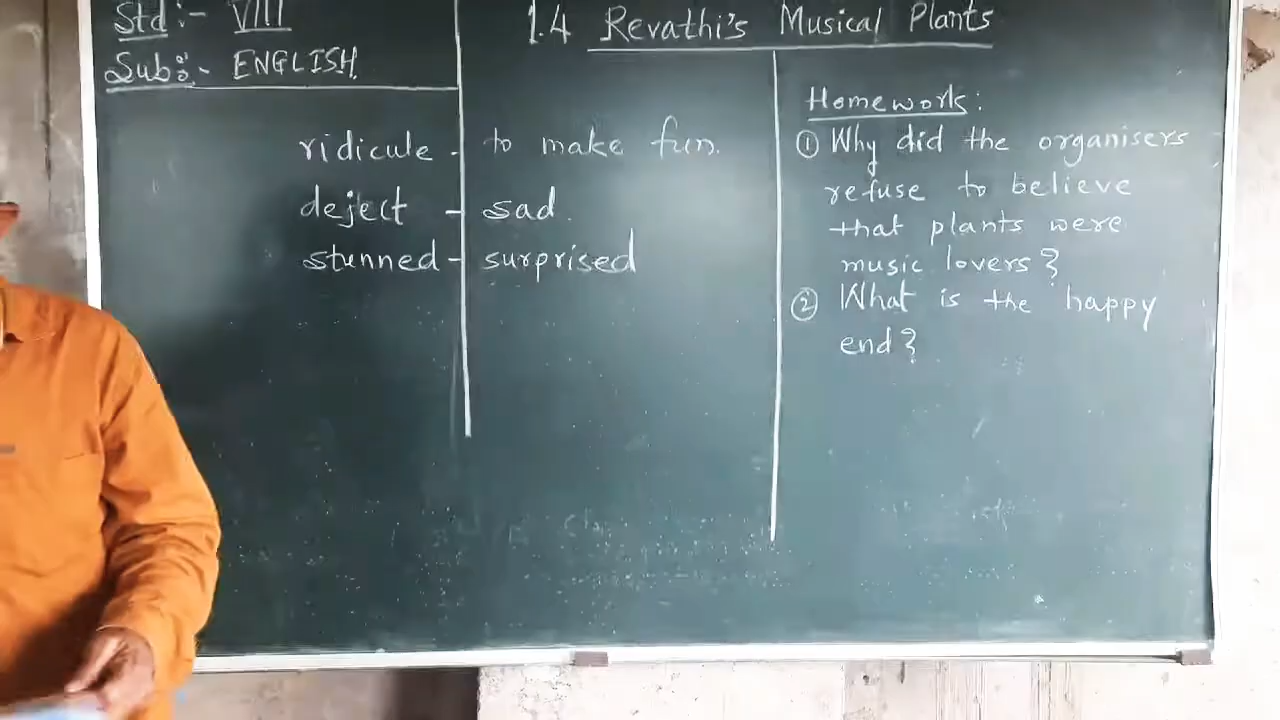 Std :- VIII
Sub :- ENGLISH
1.4 Revathi's Musical Plants
ridicule - to make fun.
deject - sad.
stunned - surprised
Homework :
① Why did the organisers
refuse to believe
that plants were
music lovers?
② What is the happy
end?